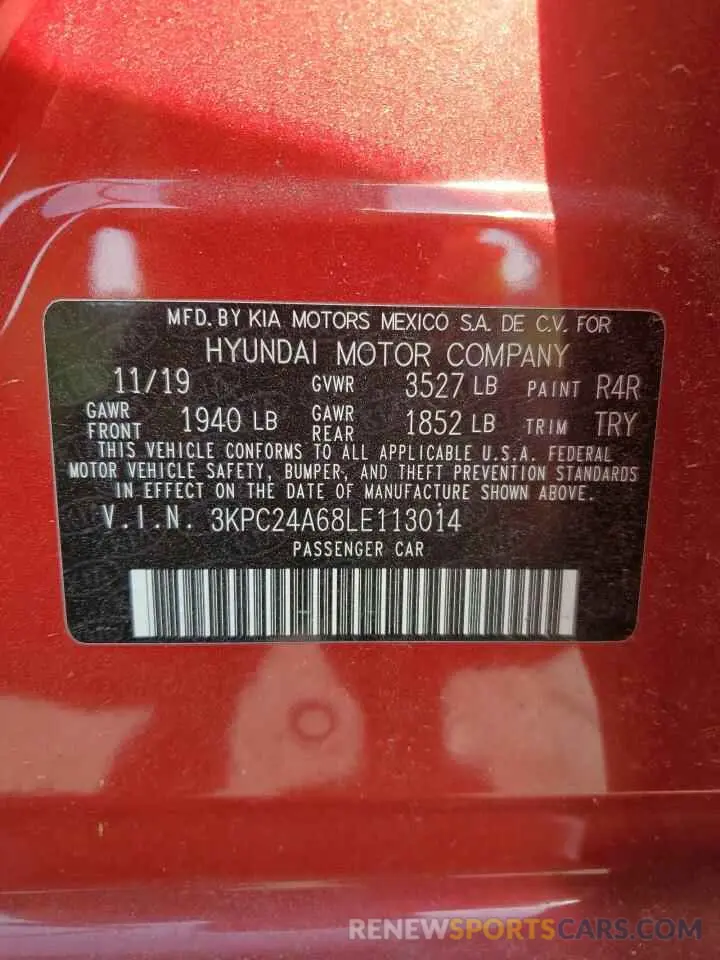 MFD. BY KIA MOTORS MEXICO S.A. DE C.V. FOR
HYUNDAI MOTOR COMPANY
11/19 GVWR 3527 LB PAINT R4R
GAWR FRONT 1940 LB GAWR REAR 1852 LB TRIM TRY
THIS VEHICLE CONFORMS TO ALL APPLICABLE U.S.A. FEDERAL
MOTOR VEHICLE SAFETY, BUMPER, AND THEFT PREVENTION STANDARDS
IN EFFECT ON THE DATE OF MANUFACTURE SHOWN ABOVE.
V.I.N. 3KPC24A68LE113014
PASSENGER CAR
RENEWSPORTSCARS.COM